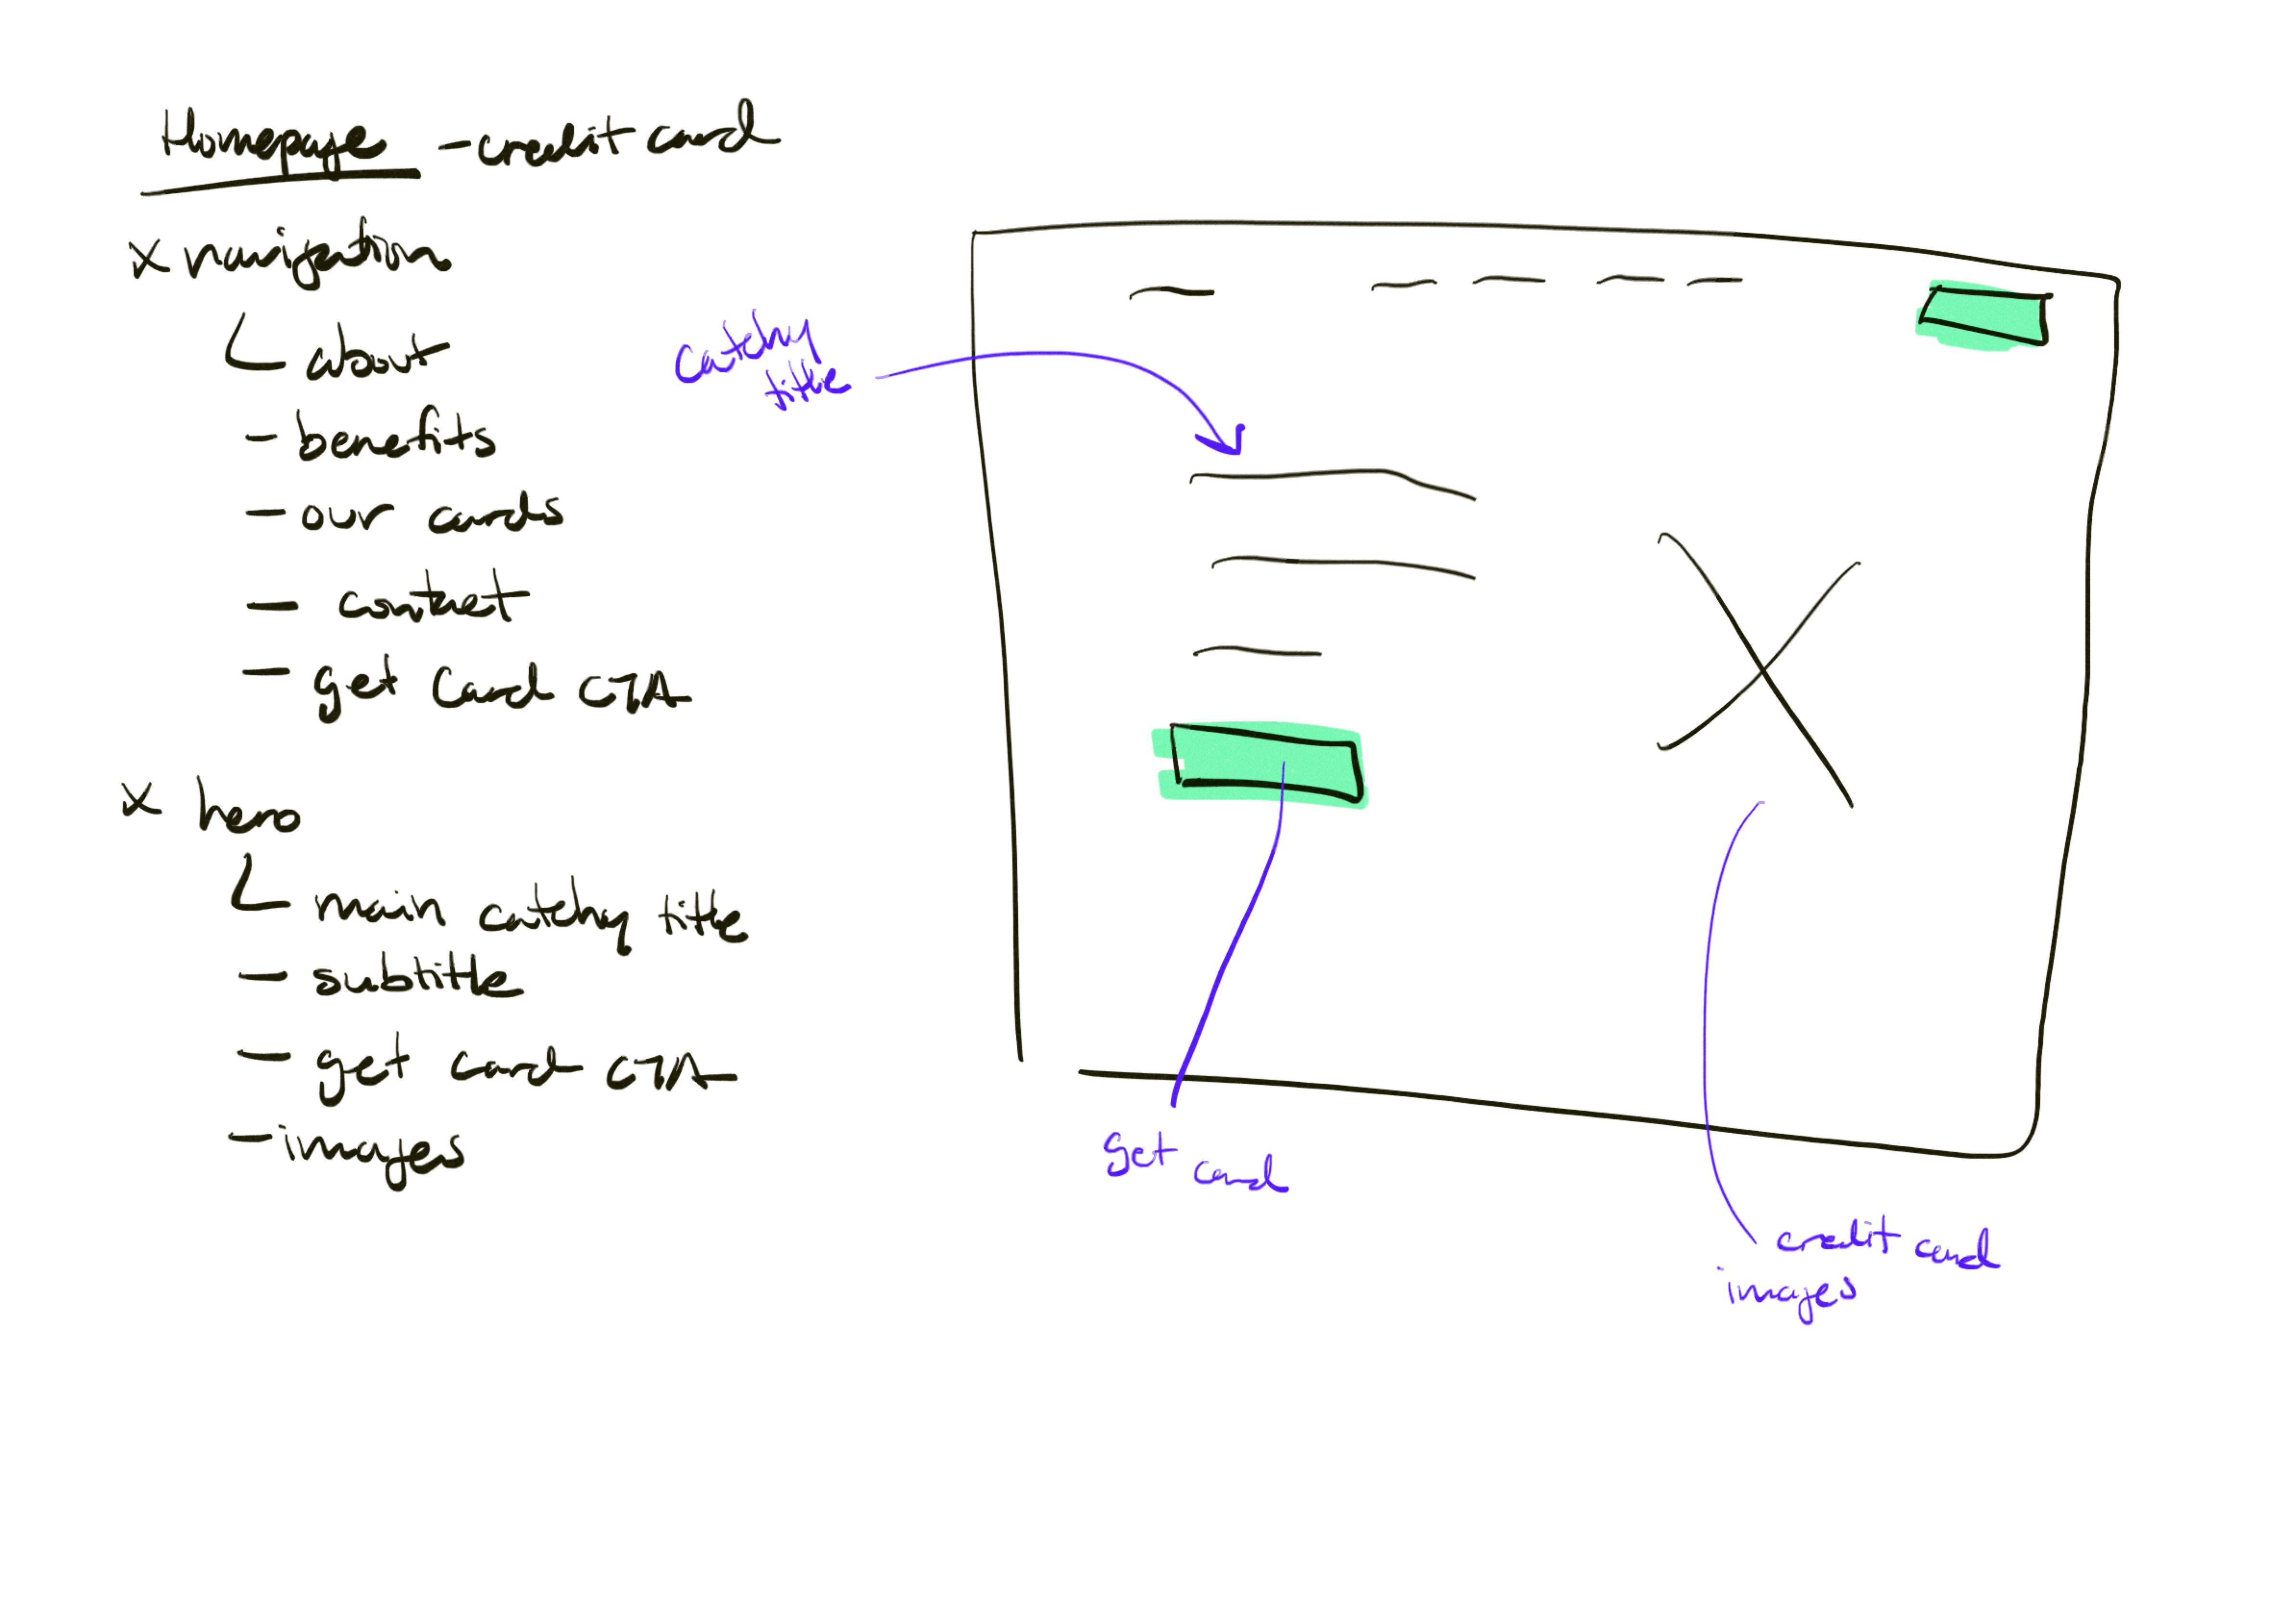 Homepage - credit card
x navigation
about
- benefits
- our cards
- contact
- get card CTA
x hero
main catchy title
- subtitle
- get card CTA
- images
catchy
title
get card
credit card
images